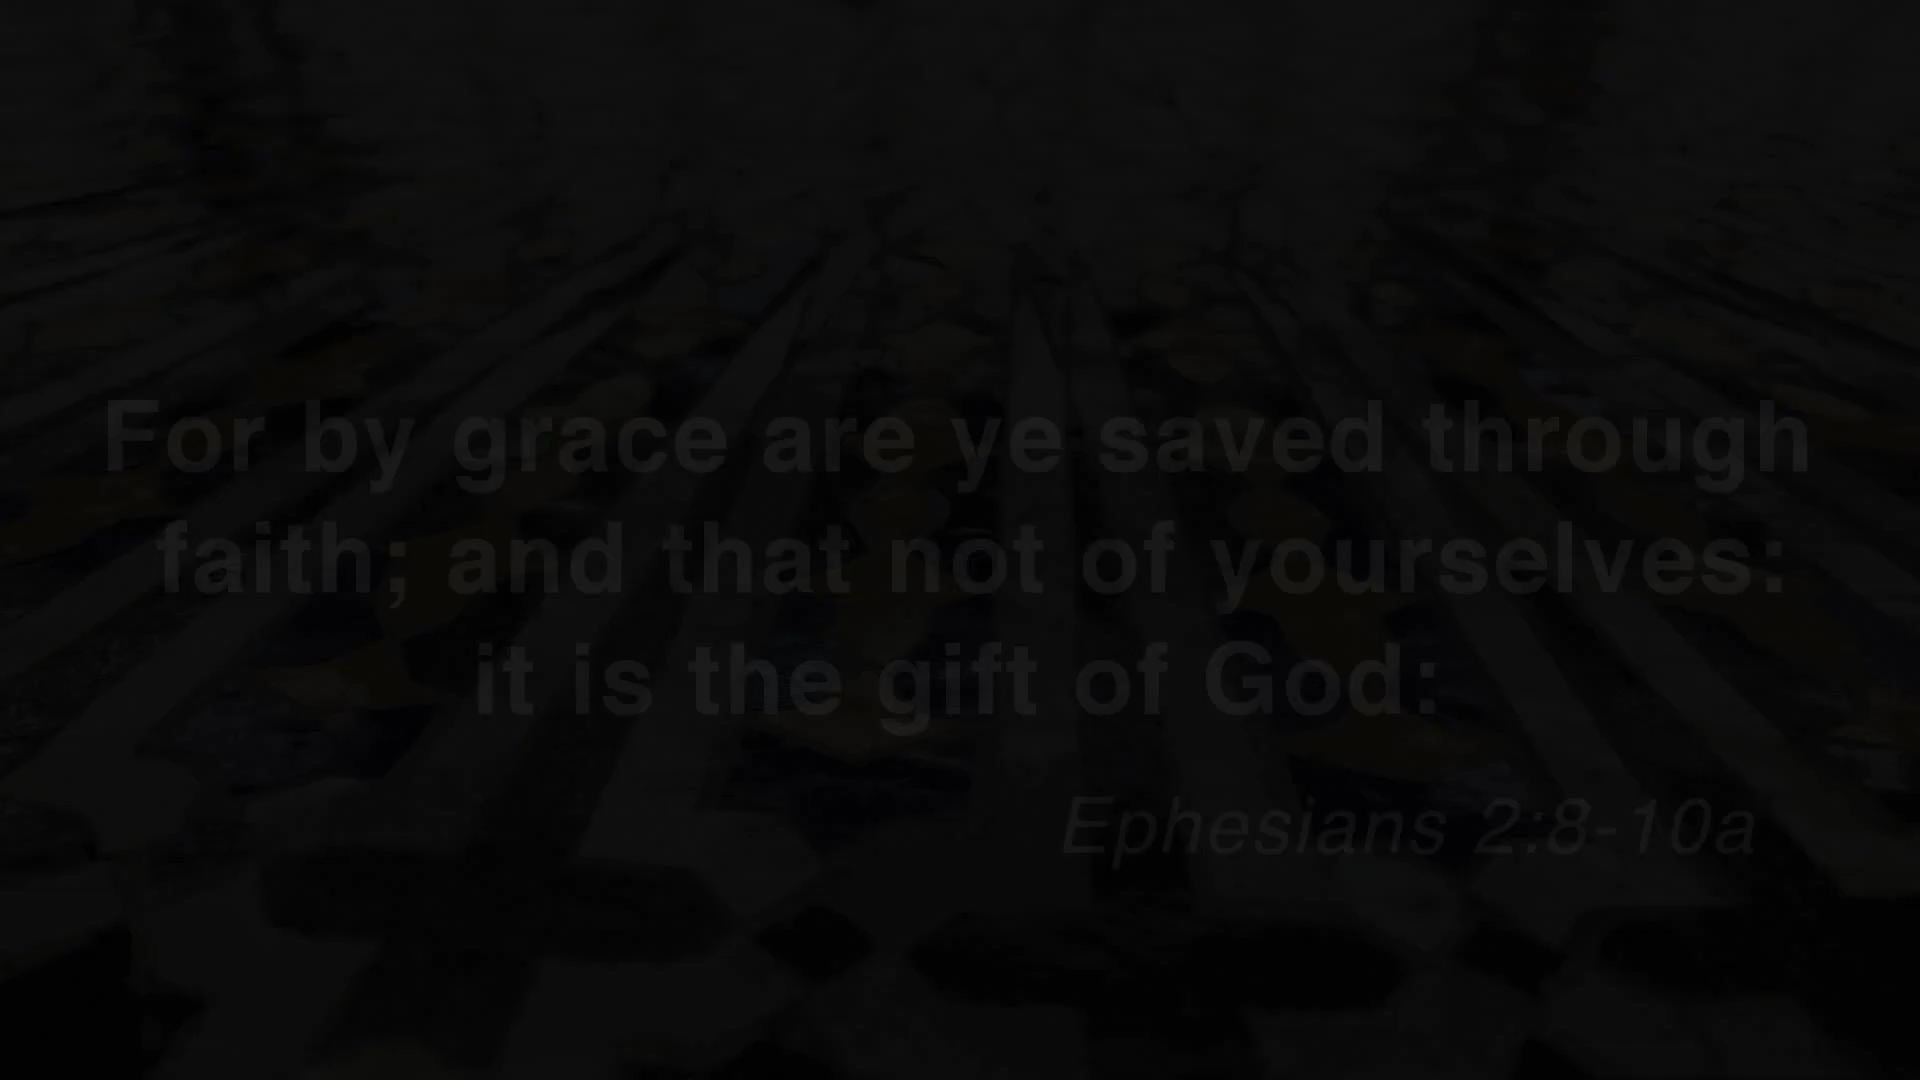 For by grace are ye saved through
faith; and that not of yourselves:
it is the gift of God:
Ephesians 2:8-10a